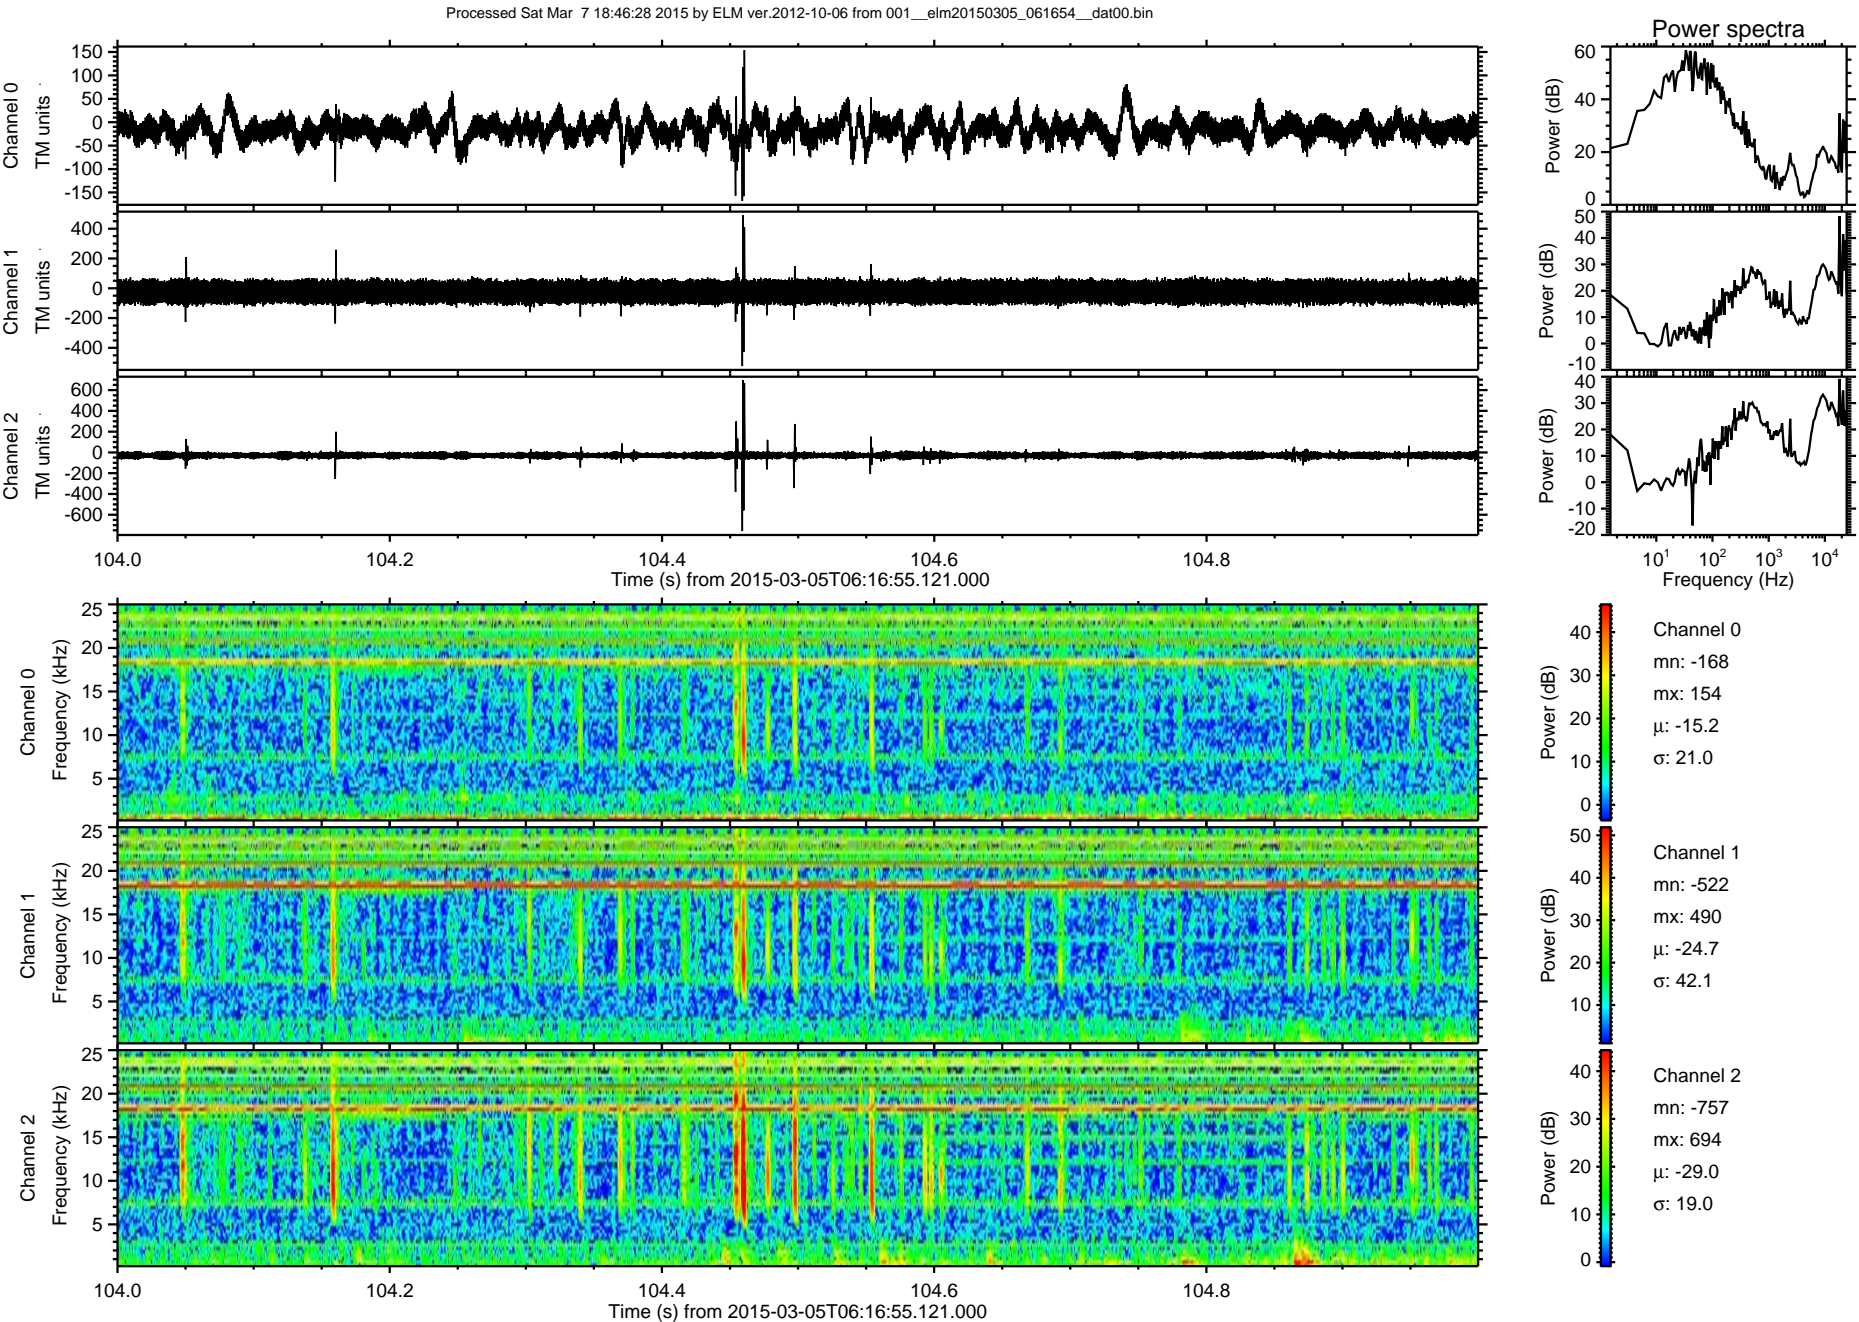 Processed Sat Mar  7 18:46:28 2015 by ELM ver.2012-10-06 from 001__elm20150305_061654__dat00.bin
Power spectra
Channel 0
TM units
150
100
50
0
-50
-100
-150
Power (dB)
60
40
20
0
Channel 1
TM units
400
200
0
-200
-400
Power (dB)
50
40
30
20
10
0
-10
Channel 2
TM units
600
400
200
0
-200
-400
-600
Power (dB)
40
30
20
10
0
-10
-20
104.0 104.2 104.4 104.6 104.8
Time (s) from 2015-03-05T06:16:55.121.000
10¹ 10² 10³ 10⁴
Frequency (Hz)
Channel 0
Frequency (kHz)
25
20
15
10
5
Power (dB)
40
30
20
10
0
Channel 0
mn: -168
mx: 154
μ: -15.2
σ: 21.0
Channel 1
Frequency (kHz)
25
20
15
10
5
Power (dB)
50
40
30
20
10
Channel 1
mn: -522
mx: 490
μ: -24.7
σ: 42.1
Channel 2
Frequency (kHz)
25
20
15
10
5
Power (dB)
40
30
20
10
0
Channel 2
mn: -757
mx: 694
μ: -29.0
σ: 19.0
104.0 104.2 104.4 104.6 104.8
Time (s) from 2015-03-05T06:16:55.121.000